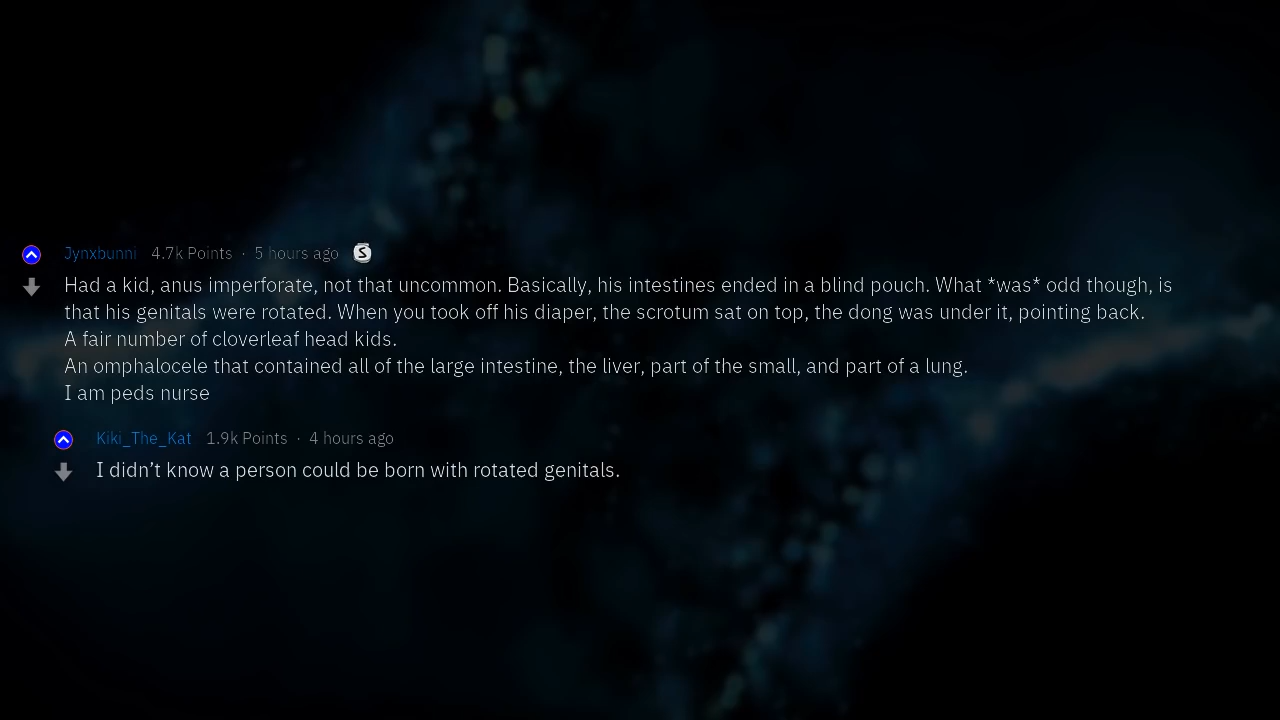 Jynxbunni 4.7k Points · 5 hours ago S
Had a kid, anus imperforate, not that uncommon. Basically, his intestines ended in a blind pouch. What *was* odd though, is
that his genitals were rotated. When you took off his diaper, the scrotum sat on top, the dong was under it, pointing back.
A fair number of cloverleaf head kids.
An omphalocele that contained all of the large intestine, the liver, part of the small, and part of a lung.
I am peds nurse
Kiki_The_Kat 1.9k Points · 4 hours ago
I didn’t know a person could be born with rotated genitals.